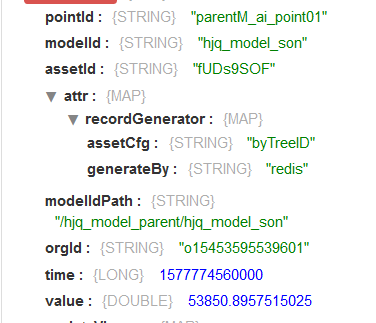 pointId : {STRING} "parentM_ai_point01"
modelId : {STRING} "hjq_model_son"
assetId : {STRING} "fUDs9SOF"
▼ attr : {MAP}
▼ recordGenerator : {MAP}
assetCfg : {STRING} "byTreeID"
generateBy : {STRING} "redis"
modelIdPath : {STRING}
"/hjq_model_parent/hjq_model_son"
orgId : {STRING} "o15453595539601"
time : {LONG} 1577774560000
value : {DOUBLE} 53850.8957515025